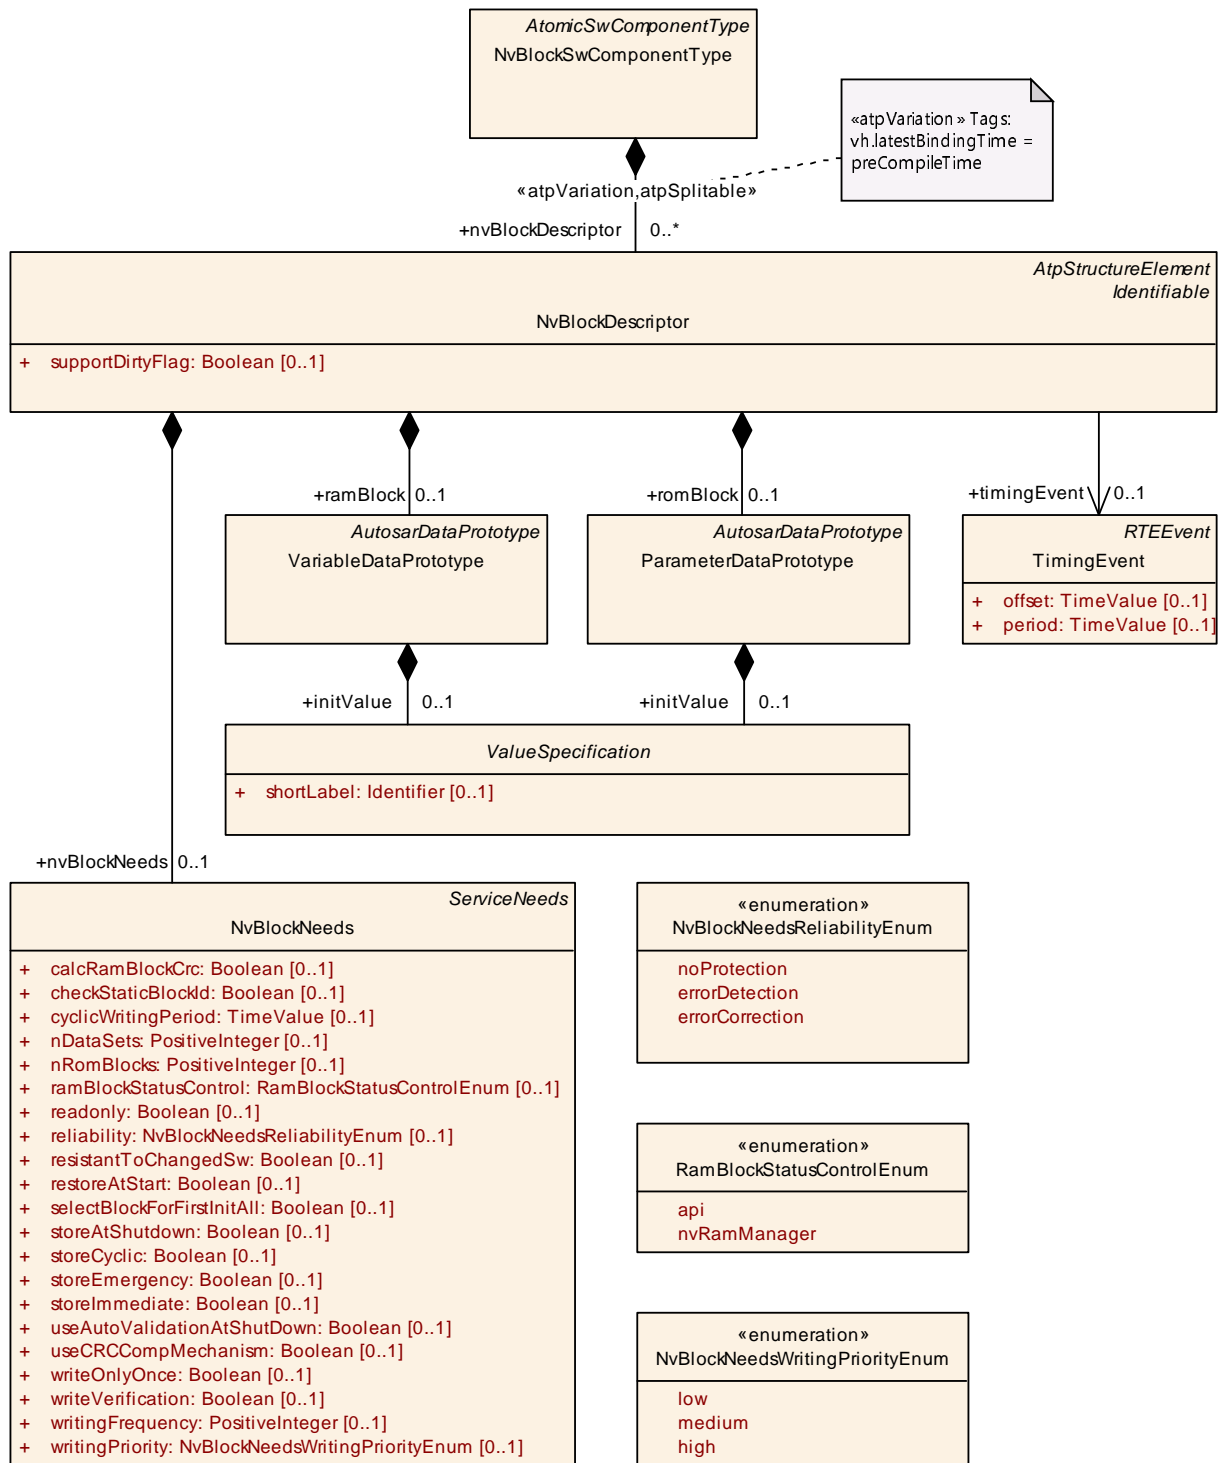 AtomicSwComponentType
NvBlockSwComponentType
«atpVariation» Tags:
vh.latestBindingTime =
preCompileTime
«atpVariation,atpSplitable»
+nvBlockDescriptor 0..*
AtpStructureElement
Identifiable
NvBlockDescriptor
+ supportDirtyFlag: Boolean [0..1]
+ramBlock 0..1
+romBlock 0..1
+timingEvent 0..1
AutosarDataPrototype
VariableDataPrototype
AutosarDataPrototype
ParameterDataPrototype
RTEEvent
TimingEvent
+ offset: TimeValue [0..1]
+ period: TimeValue [0..1]
+initValue 0..1
+initValue 0..1
ValueSpecification
+ shortLabel: Identifier [0..1]
+nvBlockNeeds 0..1
ServiceNeeds
NvBlockNeeds
+ calcRamBlockCrc: Boolean [0..1]
+ checkStaticBlockId: Boolean [0..1]
+ cyclicWritingPeriod: TimeValue [0..1]
+ nDataSets: PositiveInteger [0..1]
+ nRomBlocks: PositiveInteger [0..1]
+ ramBlockStatusControl: RamBlockStatusControlEnum [0..1]
+ readonly: Boolean [0..1]
+ reliability: NvBlockNeedsReliabilityEnum [0..1]
+ resistantToChangedSw: Boolean [0..1]
+ restoreAtStart: Boolean [0..1]
+ selectBlockForFirstInitAll: Boolean [0..1]
+ storeAtShutdown: Boolean [0..1]
+ storeCyclic: Boolean [0..1]
+ storeEmergency: Boolean [0..1]
+ storeImmediate: Boolean [0..1]
+ useAutoValidationAtShutDown: Boolean [0..1]
+ useCRCCompMechanism: Boolean [0..1]
+ writeOnlyOnce: Boolean [0..1]
+ writeVerification: Boolean [0..1]
+ writingFrequency: PositiveInteger [0..1]
+ writingPriority: NvBlockNeedsWritingPriorityEnum [0..1]
«enumeration»
NvBlockNeedsReliabilityEnum
noProtection
errorDetection
errorCorrection
«enumeration»
RamBlockStatusControlEnum
api
nvRamManager
«enumeration»
NvBlockNeedsWritingPriorityEnum
low
medium
high